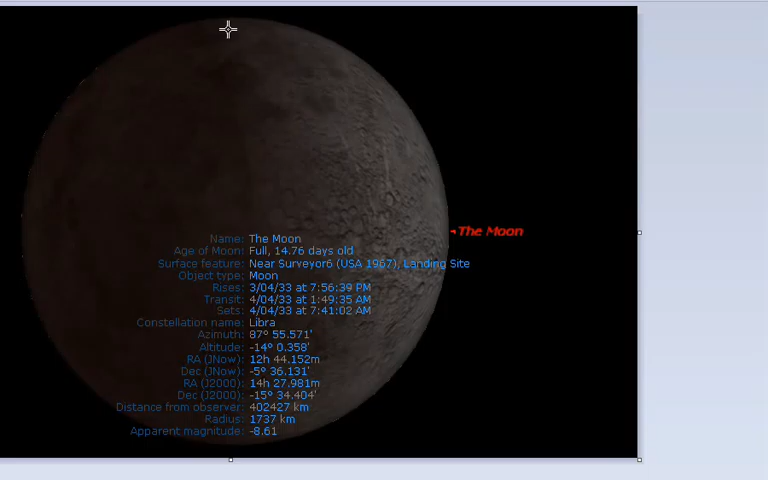 The Moon
Name: The Moon
Age of Moon: Full, 14.76 days old
Surface feature: Near Surveyor6 (USA 1967), Landing Site
Object type: Moon
Rises: 3/04/33 at 7:56:39 PM
Transit: 4/04/33 at 1:49:35 AM
Sets: 4/04/33 at 7:41:02 AM
Constellation name: Libra
Azimuth: 87° 55.571'
Altitude: -14° 0.358'
RA (JNow): 12h 44.152m
Dec (JNow): -5° 36.131'
RA (J2000): 14h 27.981m
Dec (J2000): -15° 34.404'
Distance from observer: 402427 km
Radius: 1737 km
Apparent magnitude: -8.61